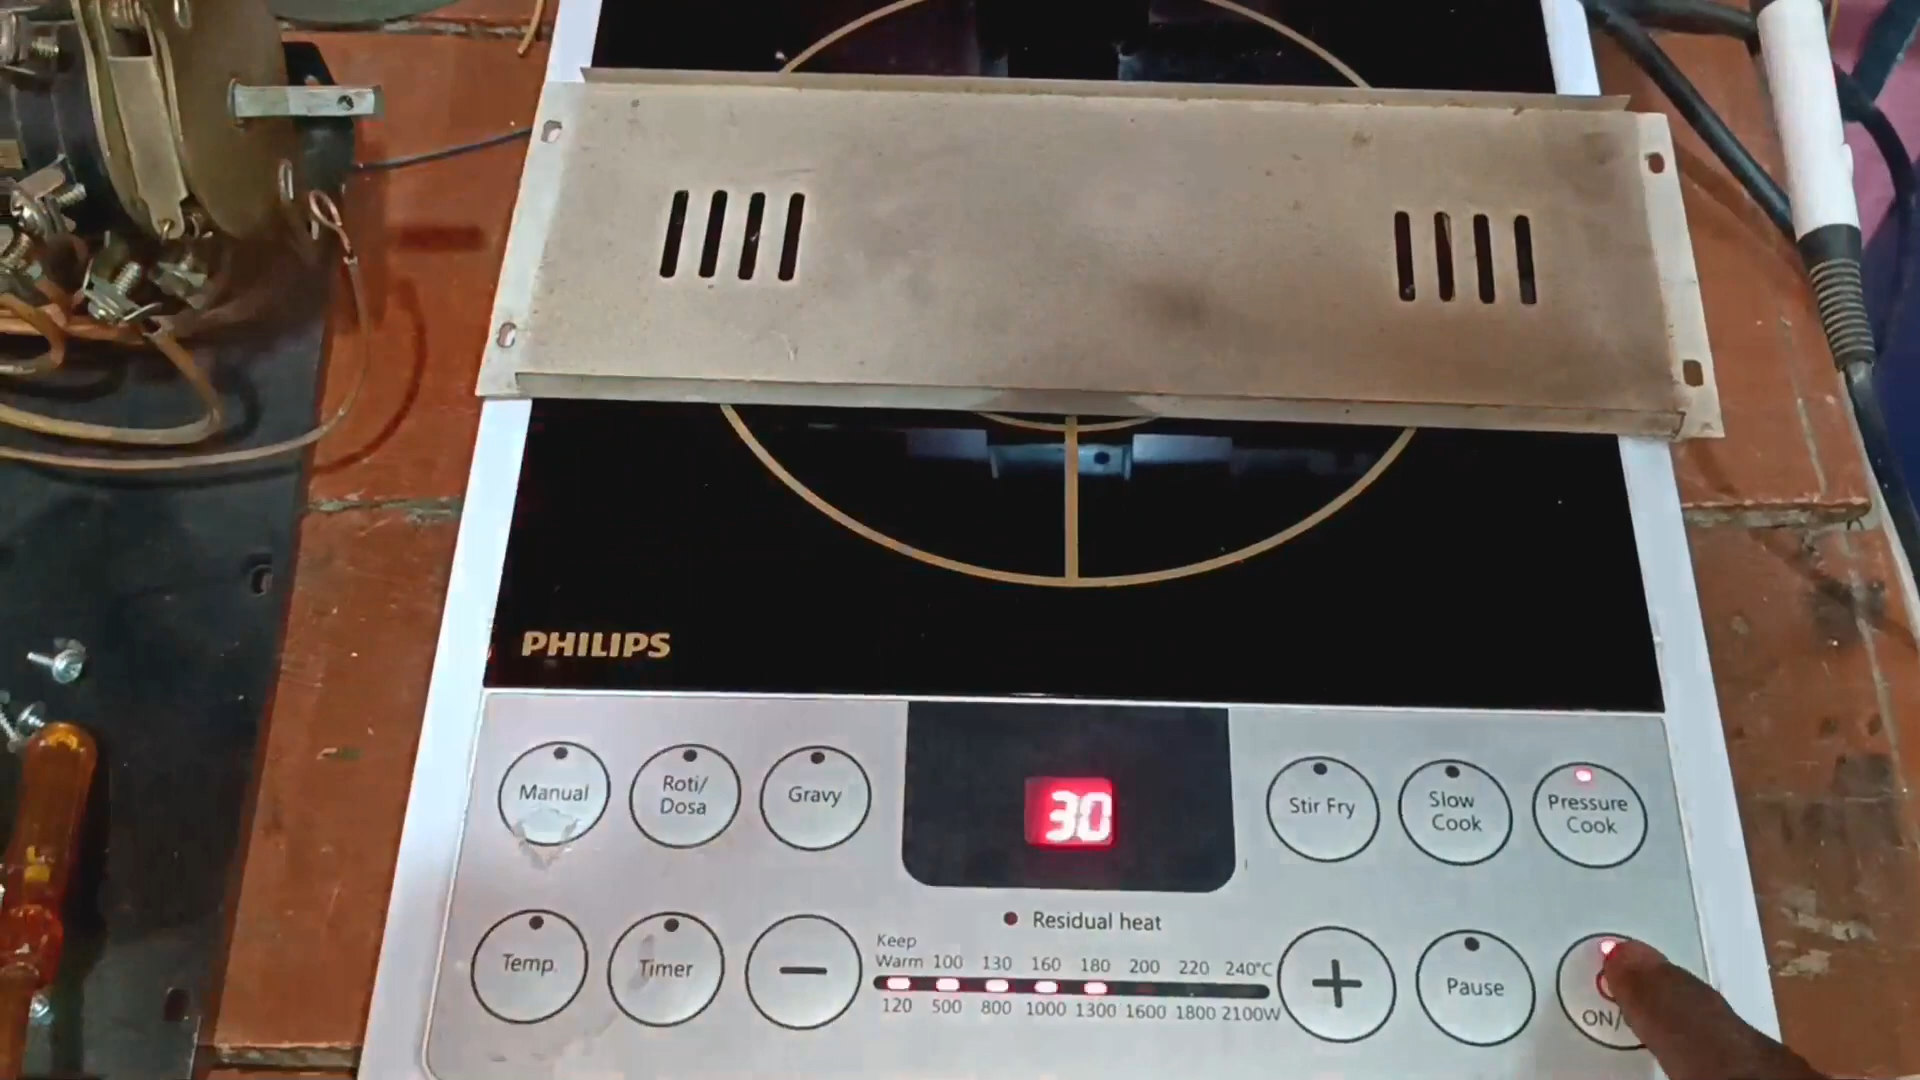 PHILIPS
Manual
Roti/
Dosa
Gravy
30
Stir Fry
Slow
Cook
Pressure
Cook
Temp.
Timer
−
Residual heat
Keep
Warm 100 130 160 180 200 220 240°C
120 500 800 1000 1300 1600 1800 2100W
+
Pause
ON/